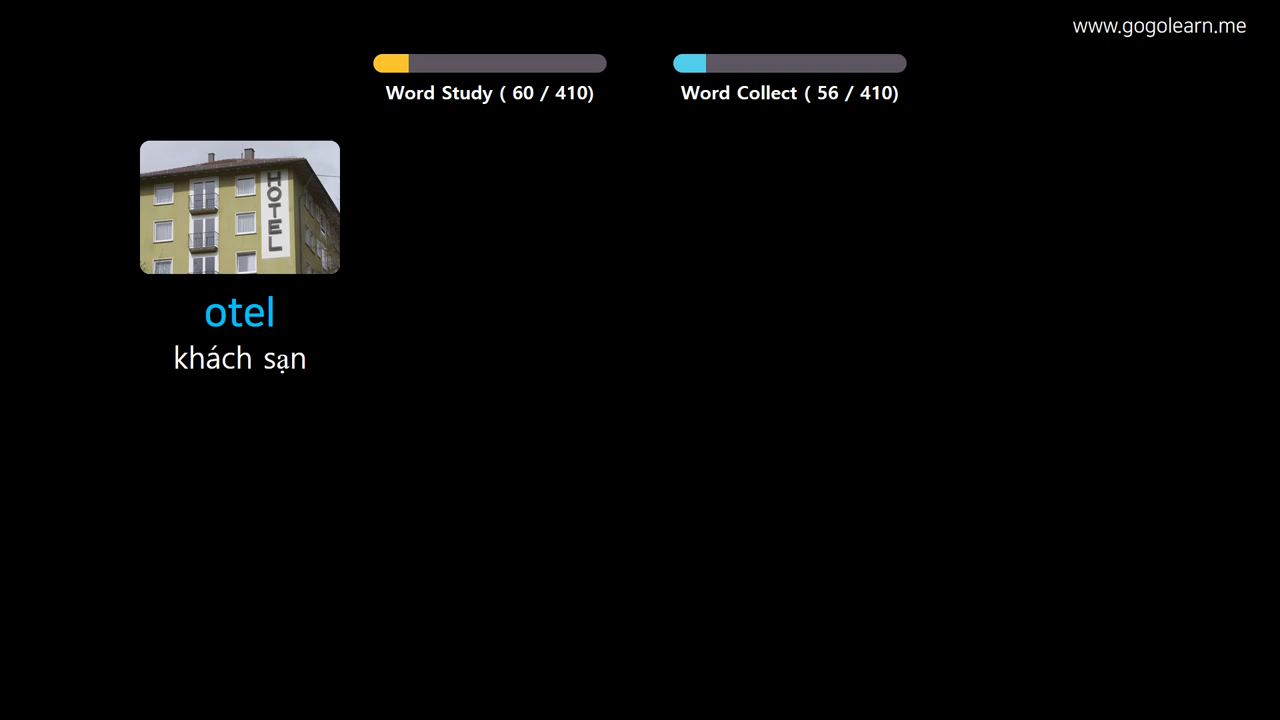 www.gogolearn.me
Word Study ( 60 / 410)
Word Collect ( 56 / 410)
HOTEL
otel
khách sạn